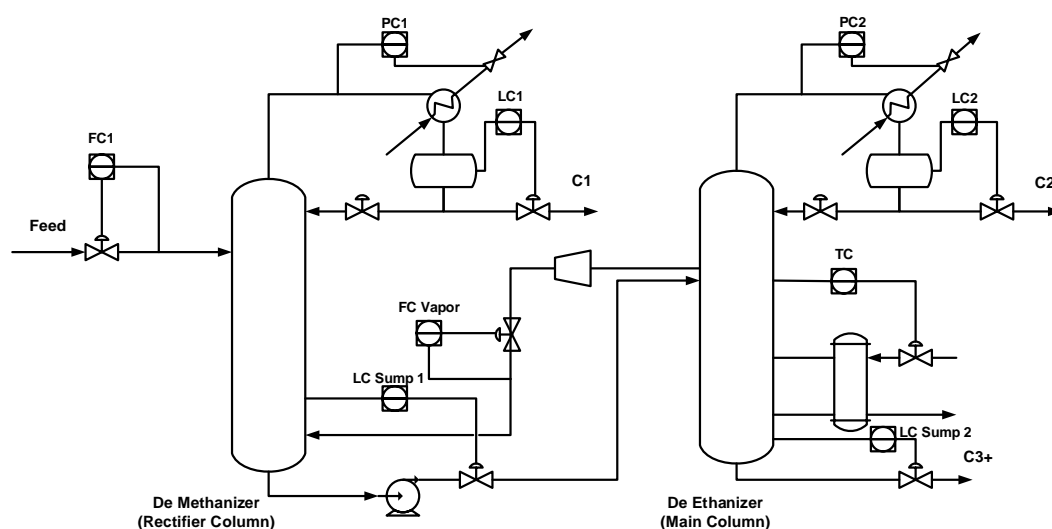 PC1
PC2
LC1
LC2
FC1
C1
C2
Feed
TC
FC Vapor
LC Sump 1
LC Sump 2
C3+
De Methanizer
(Rectifier Column)
De Ethanizer
(Main Column)